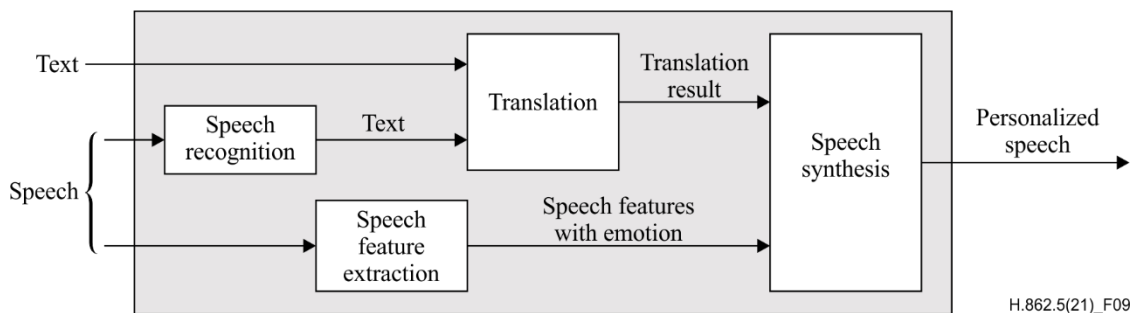 Text
Speech
recognition
Text
Translation
Translation
result
Speech
synthesis
Personalized
speech
Speech
Speech
feature
extraction
Speech features
with emotion
H.862.5(21)_F09